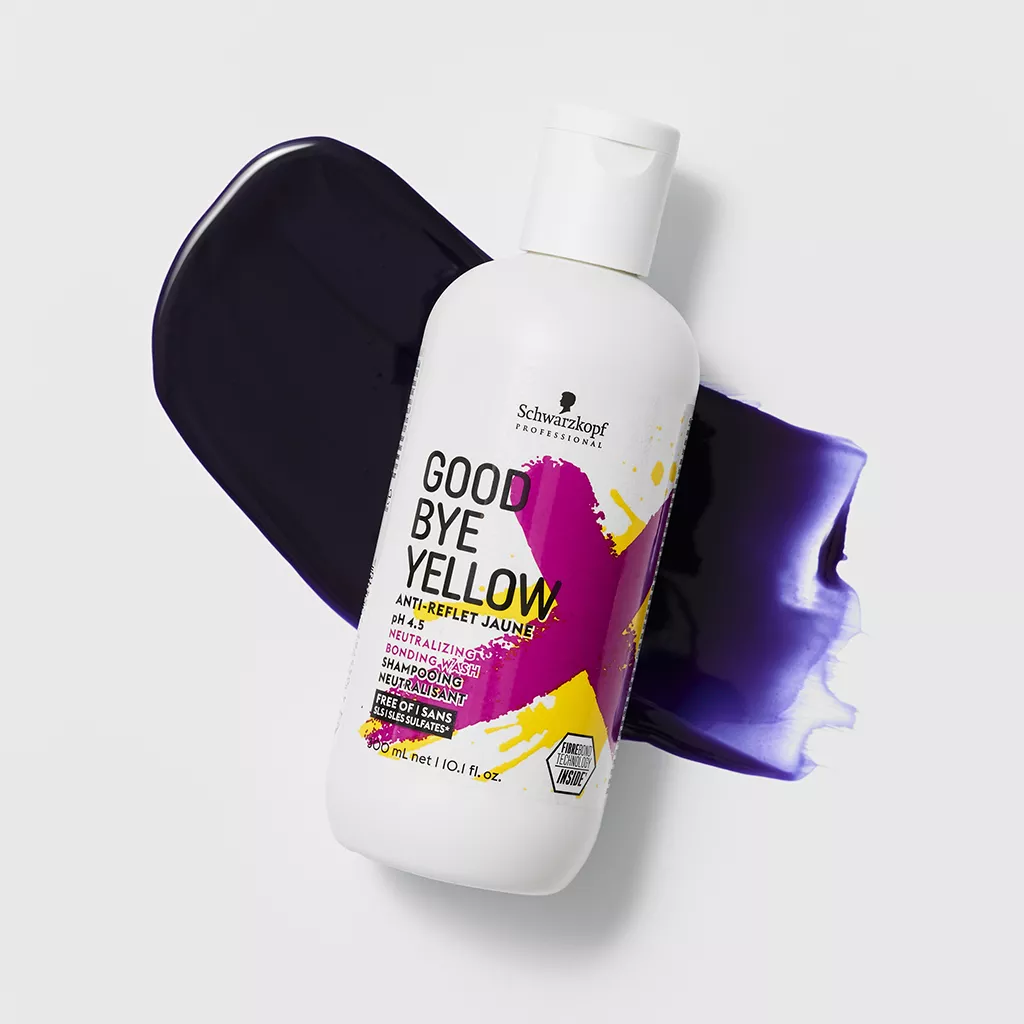 Schwarzkopf
PROFESSIONAL
GOOD
BYE
YELLOW
ANTI-REFLET JAUNE
pH 4.5
NEUTRALIZING
BONDING WASH
SHAMPOOING
NEUTRALISANT
FREE OF | SANS
SLS | SLES SULFATES*
300 mL net | 10.1 fl. oz.
FIBREBOND
TECHNOLOGY
INSIDE